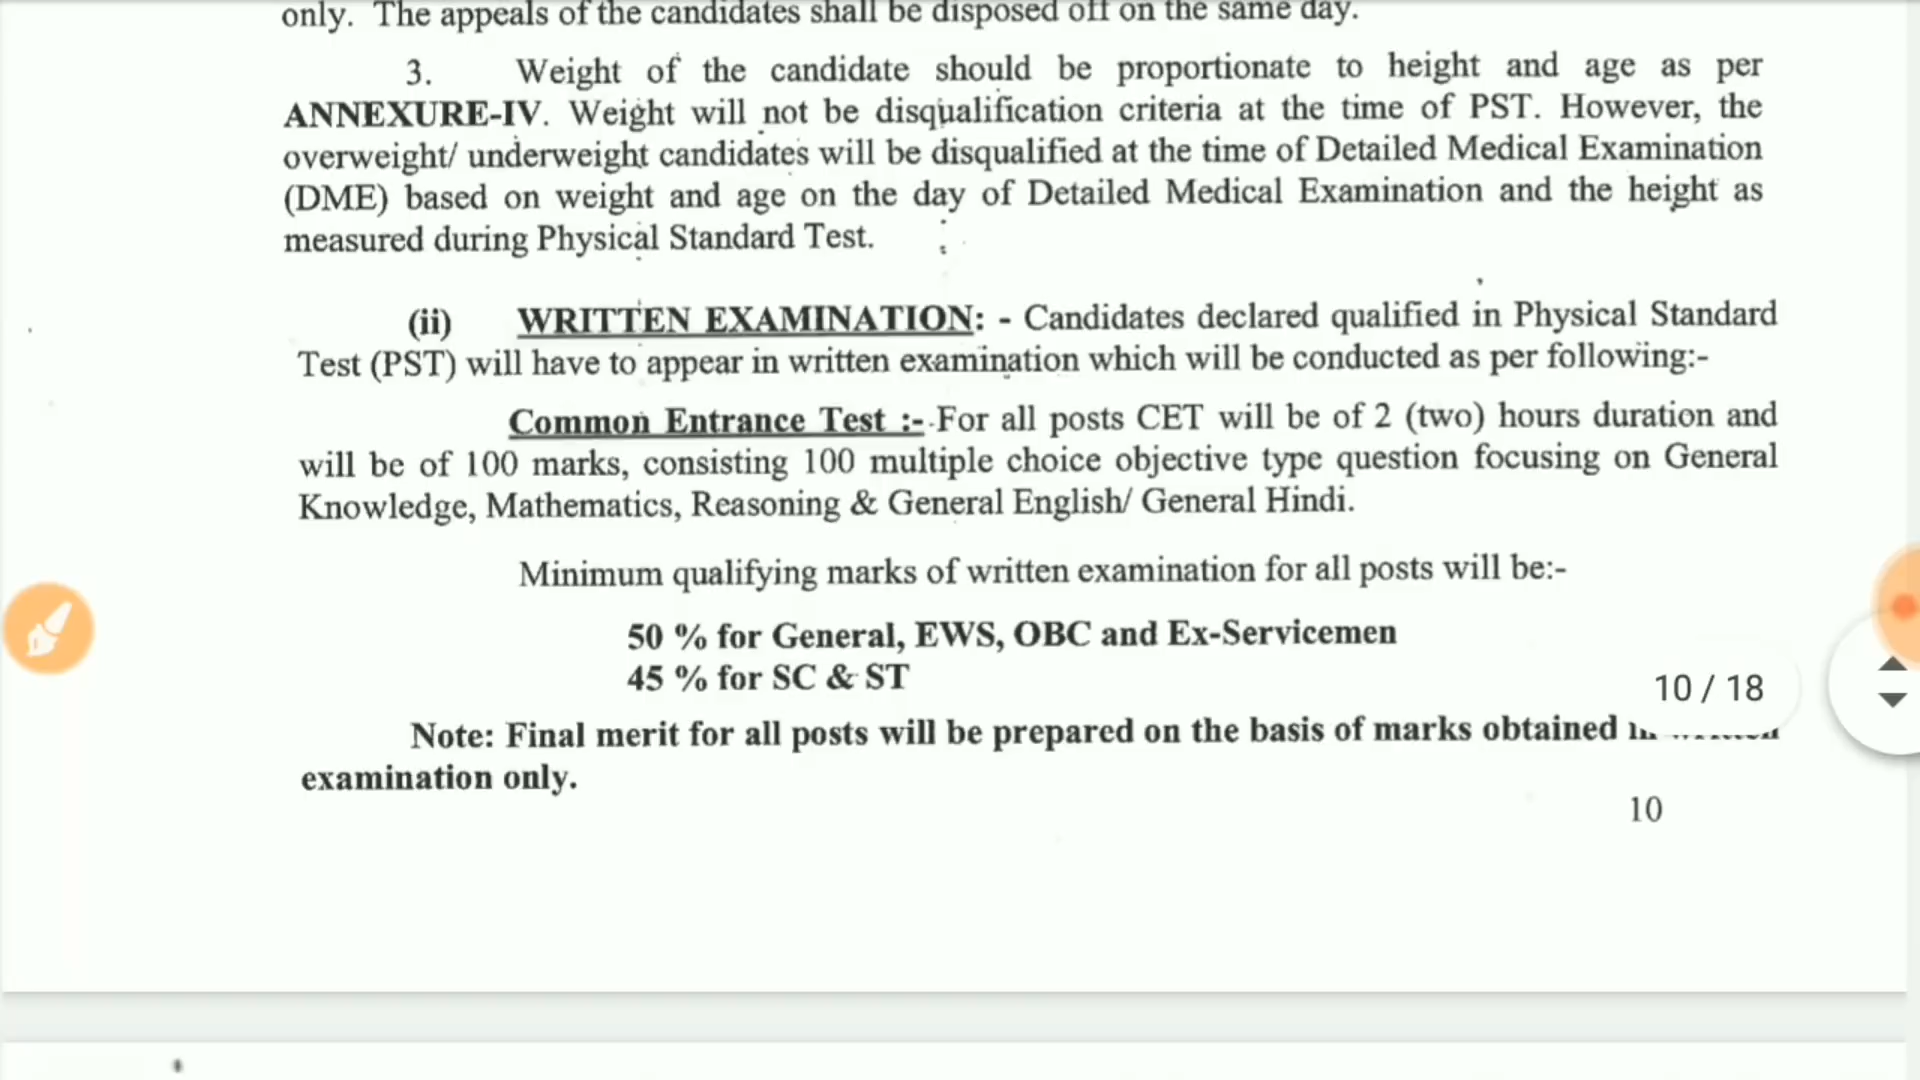 only. The appeals of the candidates shall be disposed off on the same day.
3. Weight of the candidate should be proportionate to height and age as per
ANNEXURE-IV. Weight will not be disqualification criteria at the time of PST. However, the
overweight/ underweight candidates will be disqualified at the time of Detailed Medical Examination
(DME) based on weight and age on the day of Detailed Medical Examination and the height as
measured during Physical Standard Test.
(ii) WRITTEN EXAMINATION: - Candidates declared qualified in Physical Standard
Test (PST) will have to appear in written examination which will be conducted as per following:-
Common Entrance Test :- For all posts CET will be of 2 (two) hours duration and
will be of 100 marks, consisting 100 multiple choice objective type question focusing on General
Knowledge, Mathematics, Reasoning & General English/ General Hindi.
Minimum qualifying marks of written examination for all posts will be:-
50 % for General, EWS, OBC and Ex-Servicemen
45 % for SC & ST
10 / 18
Note: Final merit for all posts will be prepared on the basis of marks obtained
examination only.
10